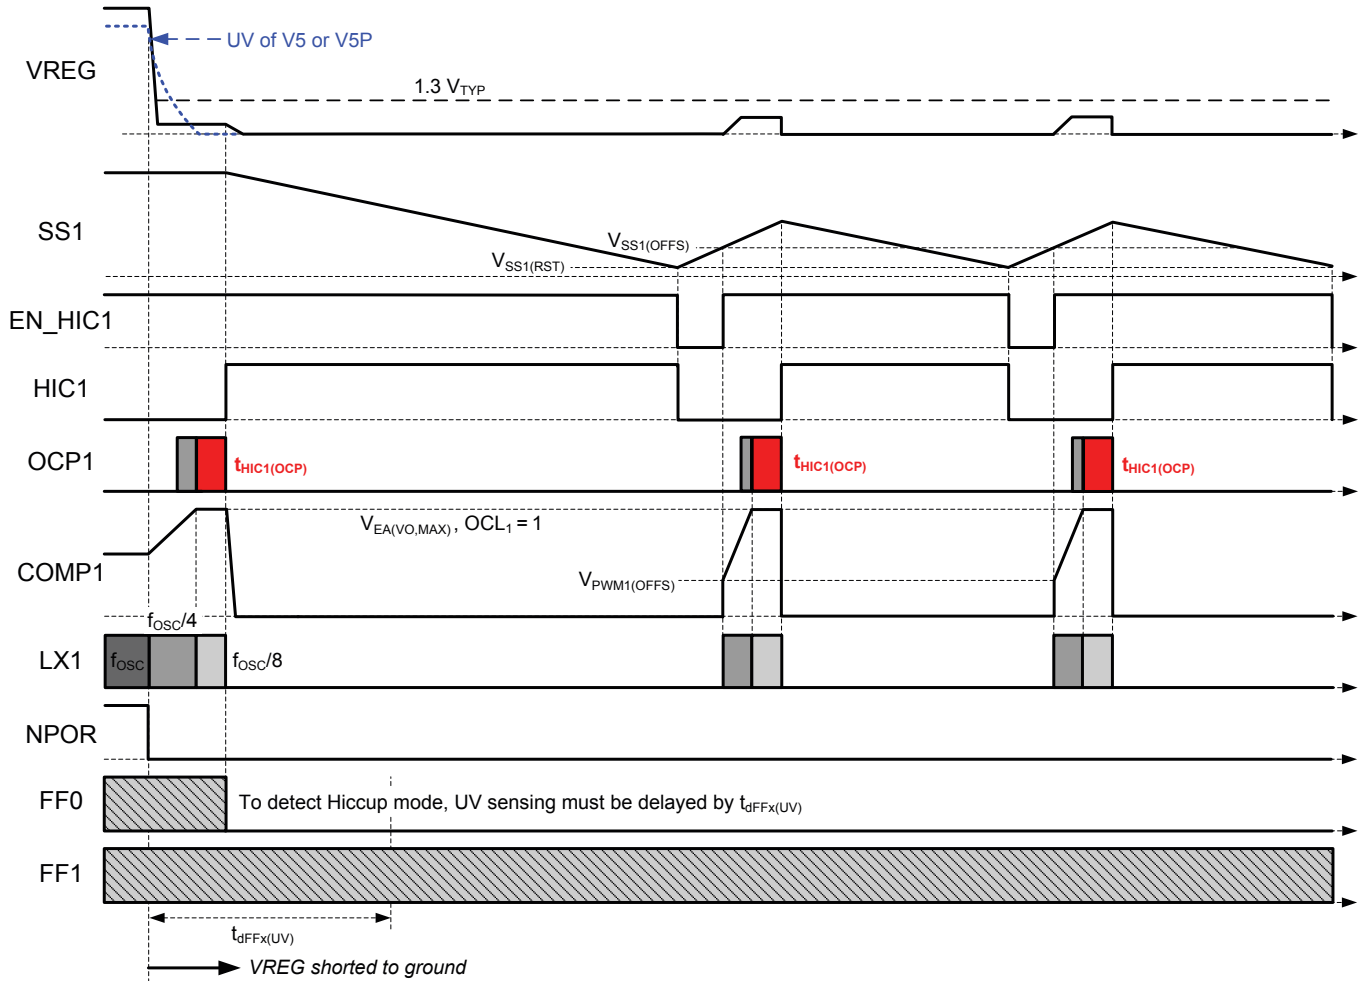 UV of V5 or V5P
VREG
1.3 VTYP
SS1
VSS1(OFFS)
VSS1(RST)
EN_HIC1
HIC1
OCP1
tHIC1(OCP)
tHIC1(OCP)
tHIC1(OCP)
VEA(VO,MAX), OCL1 = 1
COMP1
VPWM1(OFFS)
fOSC/4
LX1
fOSC
fOSC/8
NPOR
FF0
To detect Hiccup mode, UV sensing must be delayed by tdFFx(UV)
FF1
tdFFx(UV)
VREG shorted to ground